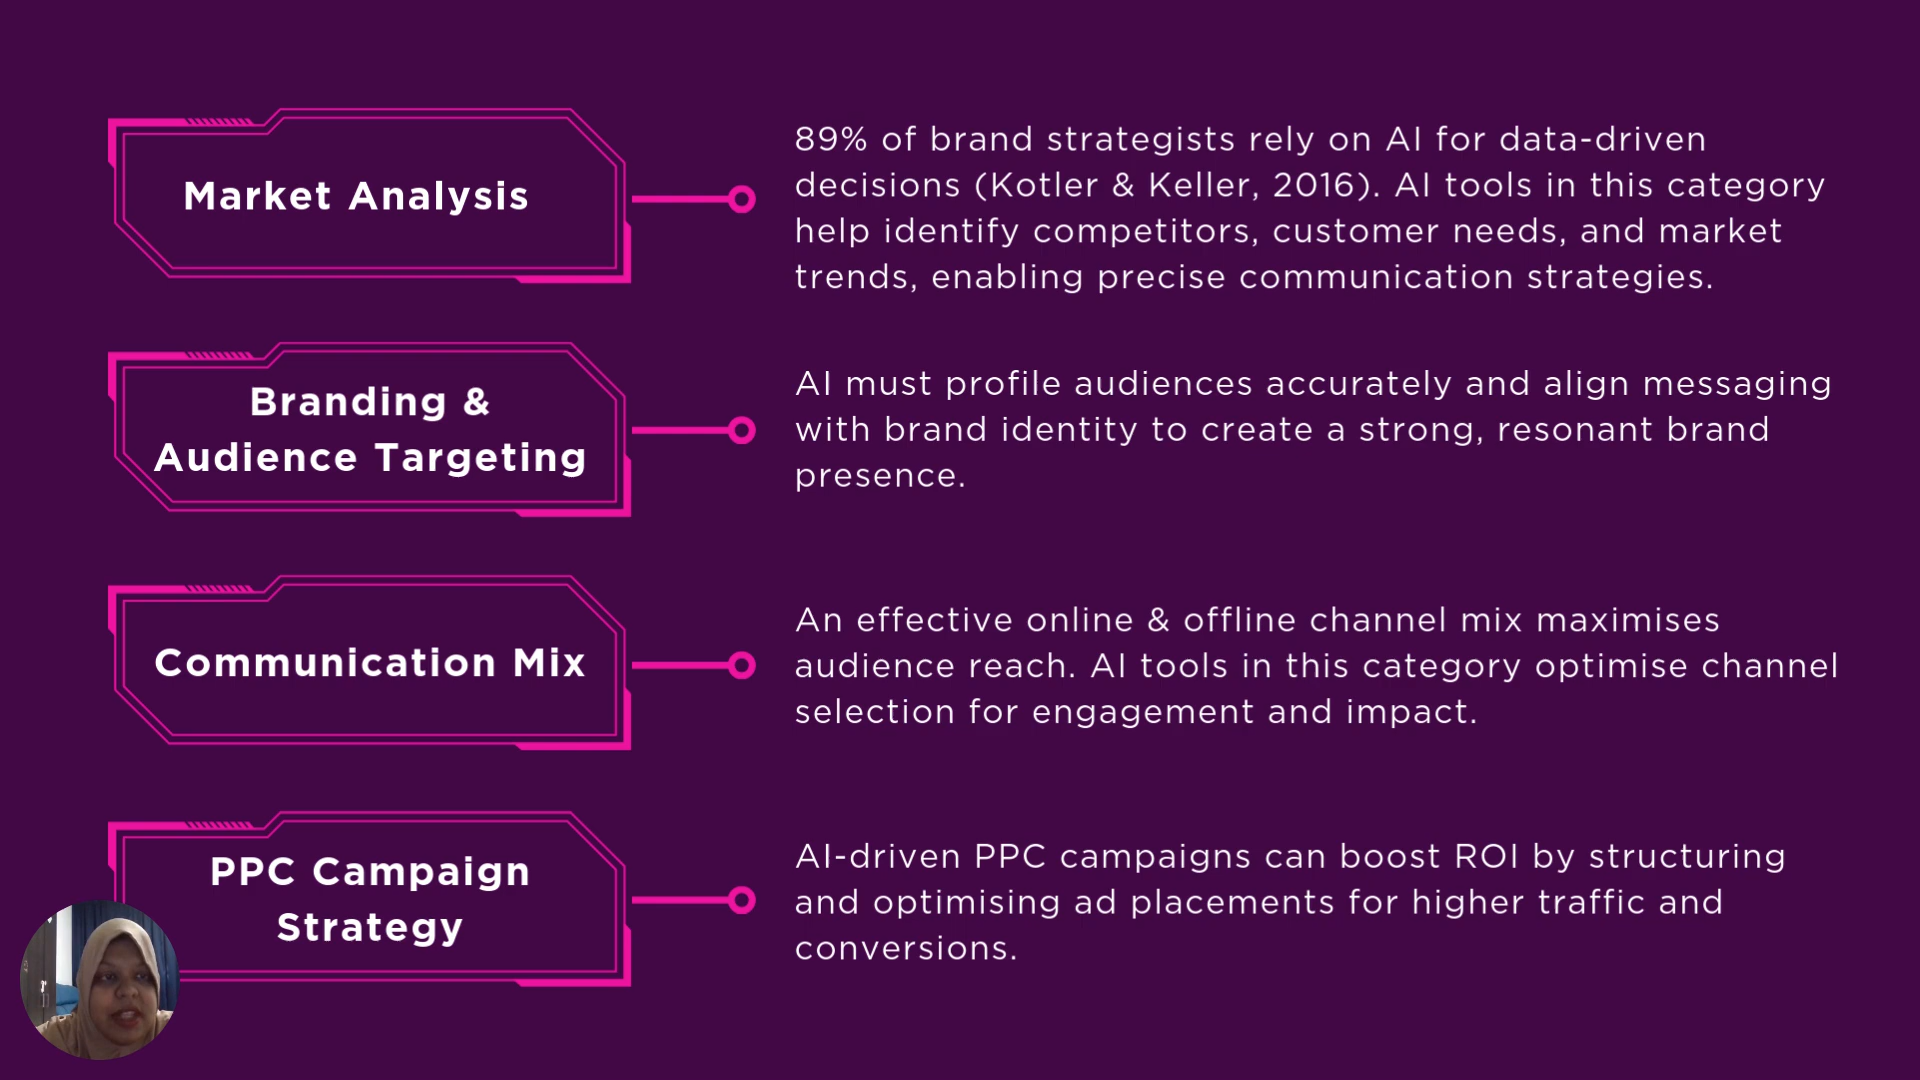 Market Analysis
89% of brand strategists rely on AI for data-driven
decisions (Kotler & Keller, 2016). AI tools in this category
help identify competitors, customer needs, and market
trends, enabling precise communication strategies.
Branding &
Audience Targeting
AI must profile audiences accurately and align messaging
with brand identity to create a strong, resonant brand
presence.
Communication Mix
An effective online & offline channel mix maximises
audience reach. AI tools in this category optimise channel
selection for engagement and impact.
PPC Campaign
Strategy
AI-driven PPC campaigns can boost ROI by structuring
and optimising ad placements for higher traffic and
conversions.